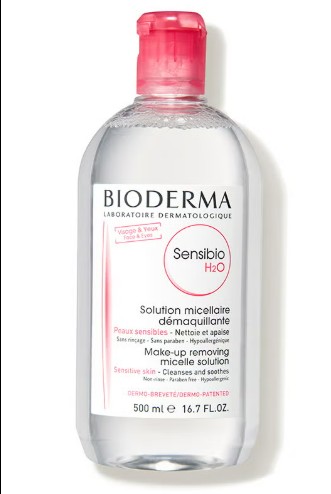 BIODERMA
LABORATOIRE DERMATOLOGIQUE
Visage & Yeux
Face & Eyes
Sensibio
H2O
Solution micellaire
démaquillante
Peaux sensibles - Nettoie et apaise
Sans rinçage - Sans paraben - Hypoallergénique
Make-up removing
micelle solution
Sensitive skin - Cleanses and soothes
Non rinse - Paraben free - Hypoallergenic
DERMO-BREVETÉ/DERMO-PATENTED
500 ml ℮ 16.7 FL.OZ.